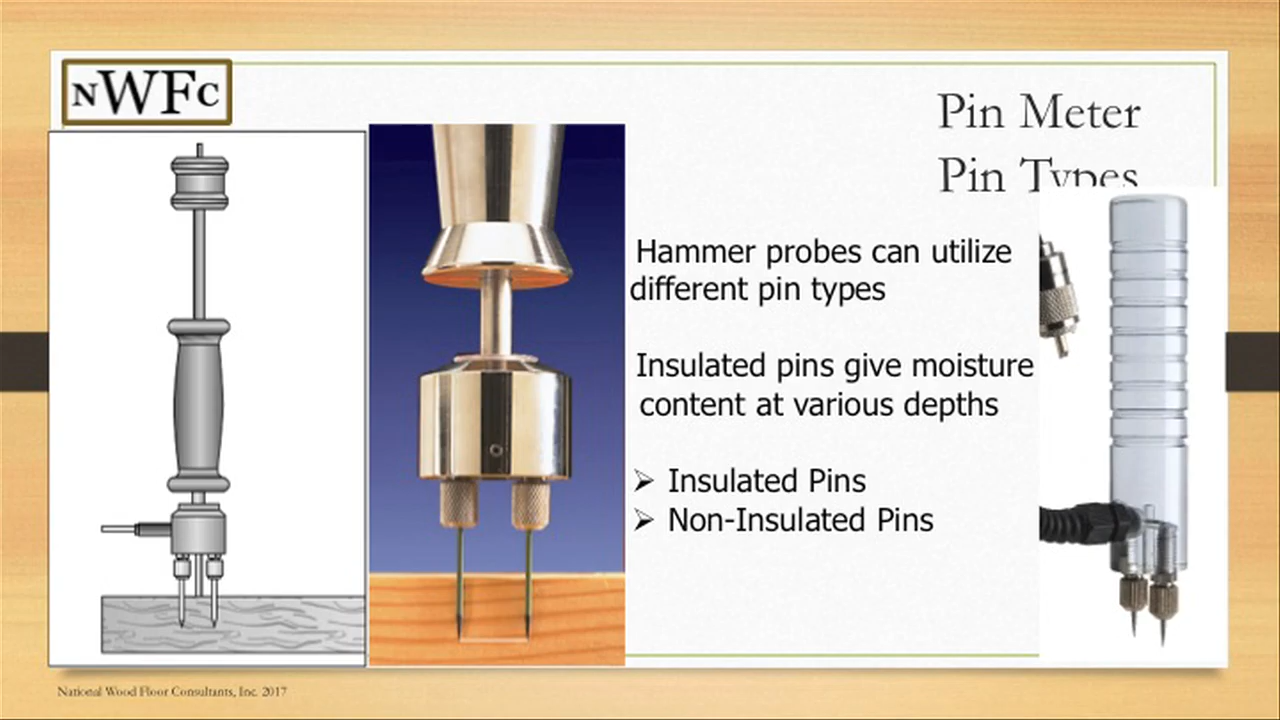 NWFC
Pin Meter
Pin Types
Hammer probes can utilize
different pin types
Insulated pins give moisture
content at various depths
➢ Insulated Pins
➢ Non-Insulated Pins
National Wood Floor Consultants, Inc. 2017